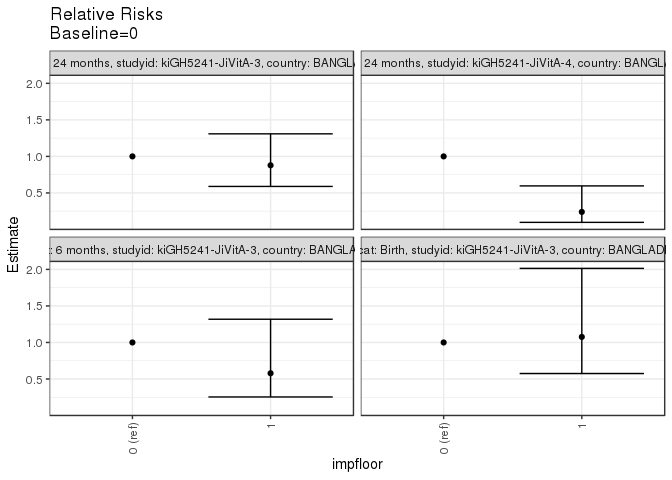 Relative Risks
Baseline=0
24 months, studyid: kiGH5241-JiVitA-3, country: BANGL
24 months, studyid: kiGH5241-JiVitA-4, country: BANGL
2.0
1.5
1.0
0.5
: 6 months, studyid: kiGH5241-JiVitA-3, country: BANGLA
cat: Birth, studyid: kiGH5241-JiVitA-3, country: BANGLAD
2.0
1.5
1.0
0.5
Estimate
0 (ref)
1
0 (ref)
1
impfloor